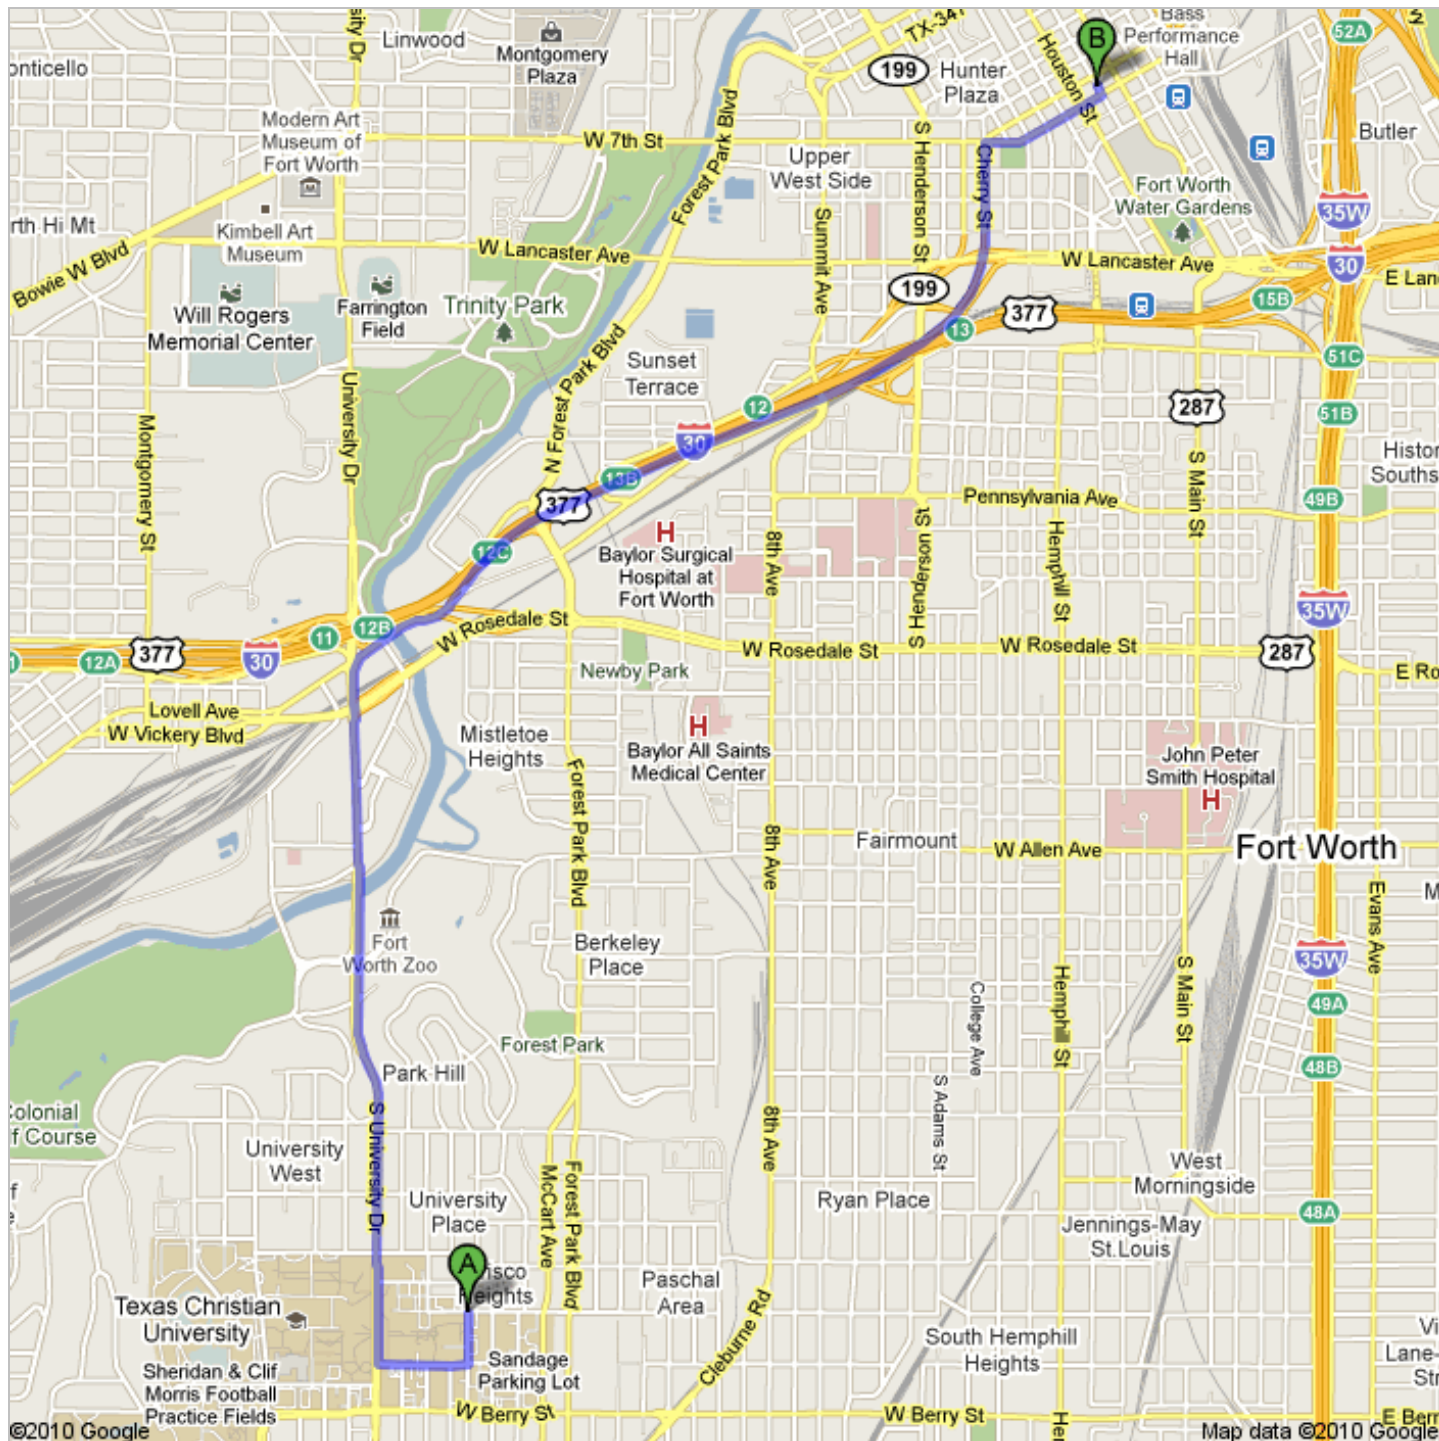 sity Dr
Linwood
Montgomery
Plaza
TX-347
199
Hunter
Plaza
Houston St
B
Bass
Performance
Hall
52A
onticello
Modern Art
Museum of
Fort Worth
W 7th St
Forest Park Blvd
Upper
West Side
S Henderson St
Cherry St
Butler
Fort Worth
Water Gardens
35W
rth Hi Mt
Kimbell Art
Museum
Bowie W Blvd
W Lancaster Ave
Summit Ave
W Lancaster Ave
30
E Lan
Will Rogers
Memorial Center
Farrington
Field
Trinity Park
199
377
15B
13
Forest Park Blvd
Sunset
Terrace
51C
University Dr
12
287
51B
Montgomery St
N Forest Park Blvd
30
13B
S Main St
Histor
Souths
377
Pennsylvania Ave
49B
12C
H
Baylor Surgical
Hospital at
Fort Worth
8th Ave
S Henderson St
Hemphill St
35W
11
12B
W Rosedale St
W Rosedale St
W Rosedale St
287
1
12A
377
30
Newby Park
E Ro
Lovell Ave
W Vickery Blvd
Mistletoe
Heights
H
Baylor All Saints
Medical Center
John Peter
Smith Hospital
H
Forest Park Blvd
8th Ave
Fairmount
W Allen Ave
Fort Worth
Fort
Worth Zoo
Berkeley
Place
Evans Ave
M
35W
College Ave
Hemphill St
S Main St
49A
Forest Park
Park Hill
48B
S Adams St
Colonial
f Course
S University Dr
8th Ave
University
West
McCart Ave
Forest Park Blvd
West
Morningside
University
Place
Ryan Place
48A
Jennings-May
St.Louis
A
isco
Heights
Paschal
Area
Texas Christian
University
Cleburne Rd
South Hemphill
Heights
Vi
Lane-
Str
Sheridan & Clif
Morris Football
Practice Fields
Sandage
Parking Lot
W Berry St
W Berry St
Her
E Berr
©2010 Google
Map data ©2010 Google